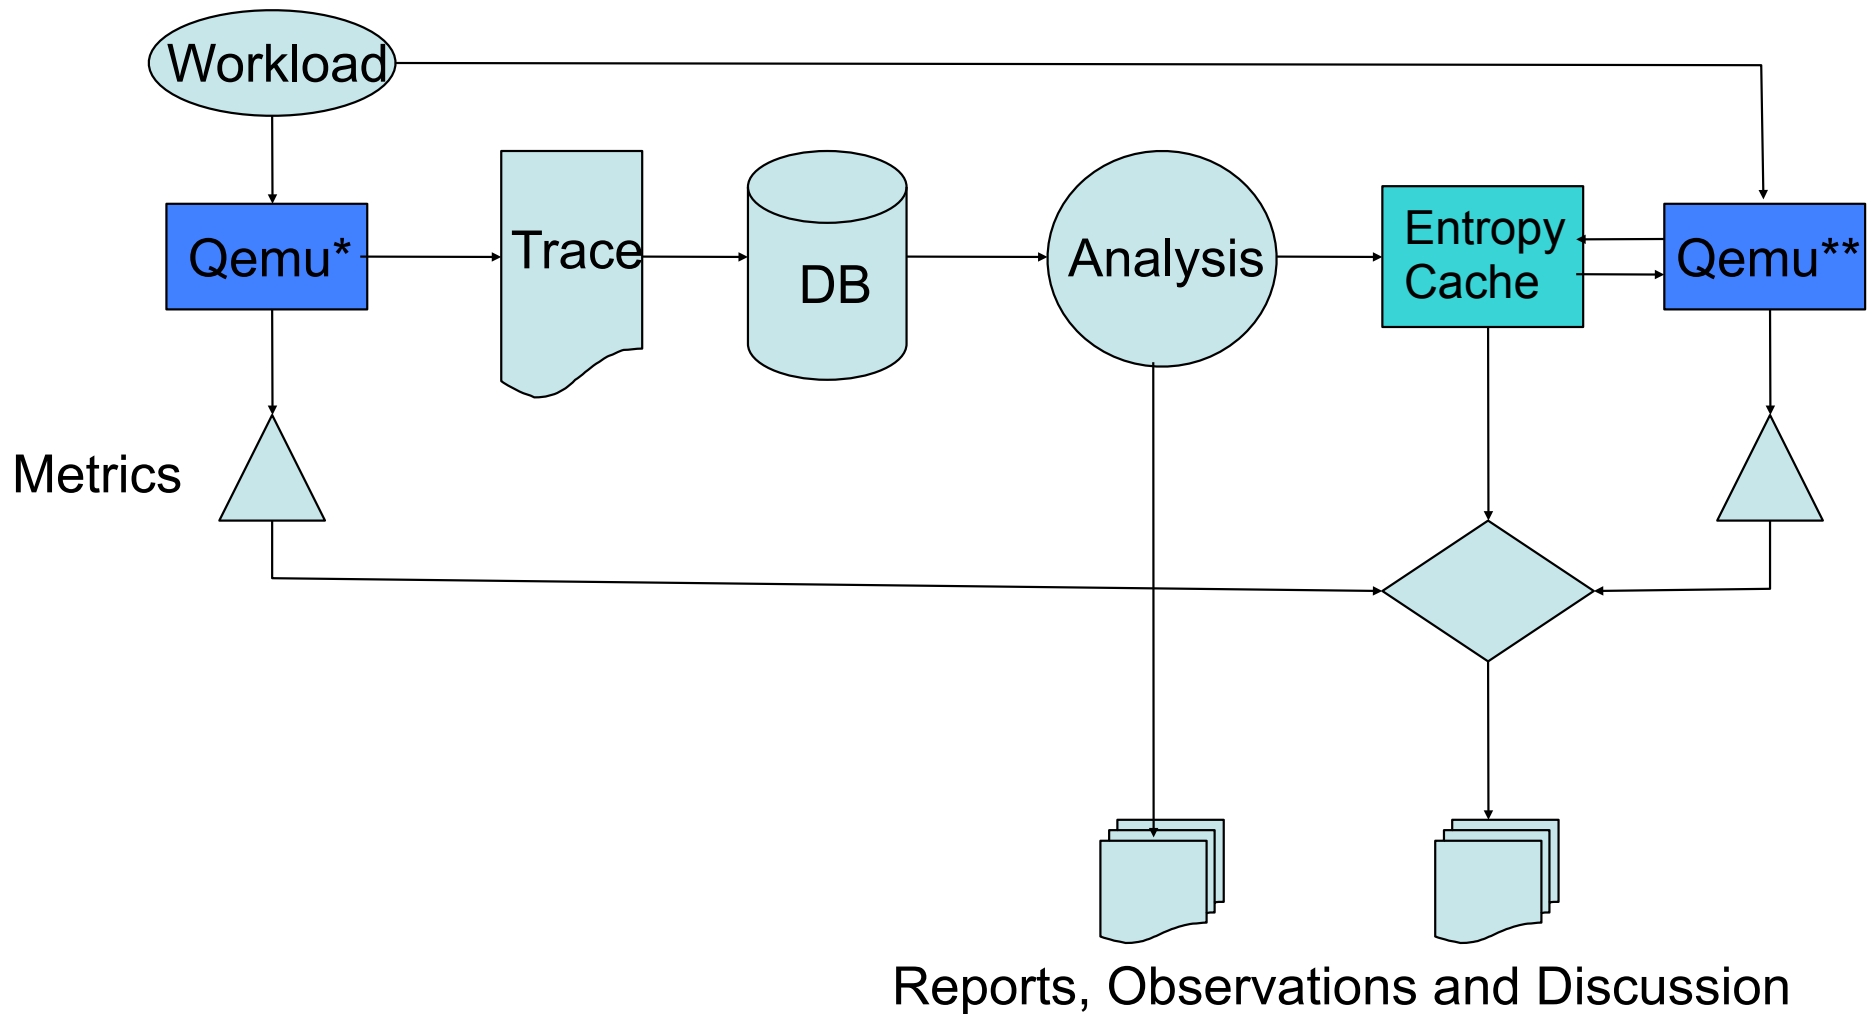 Workload
Qemu*
Trace
DB
Analysis
Entropy
Cache
Qemu**
Metrics
Reports, Observations and Discussion